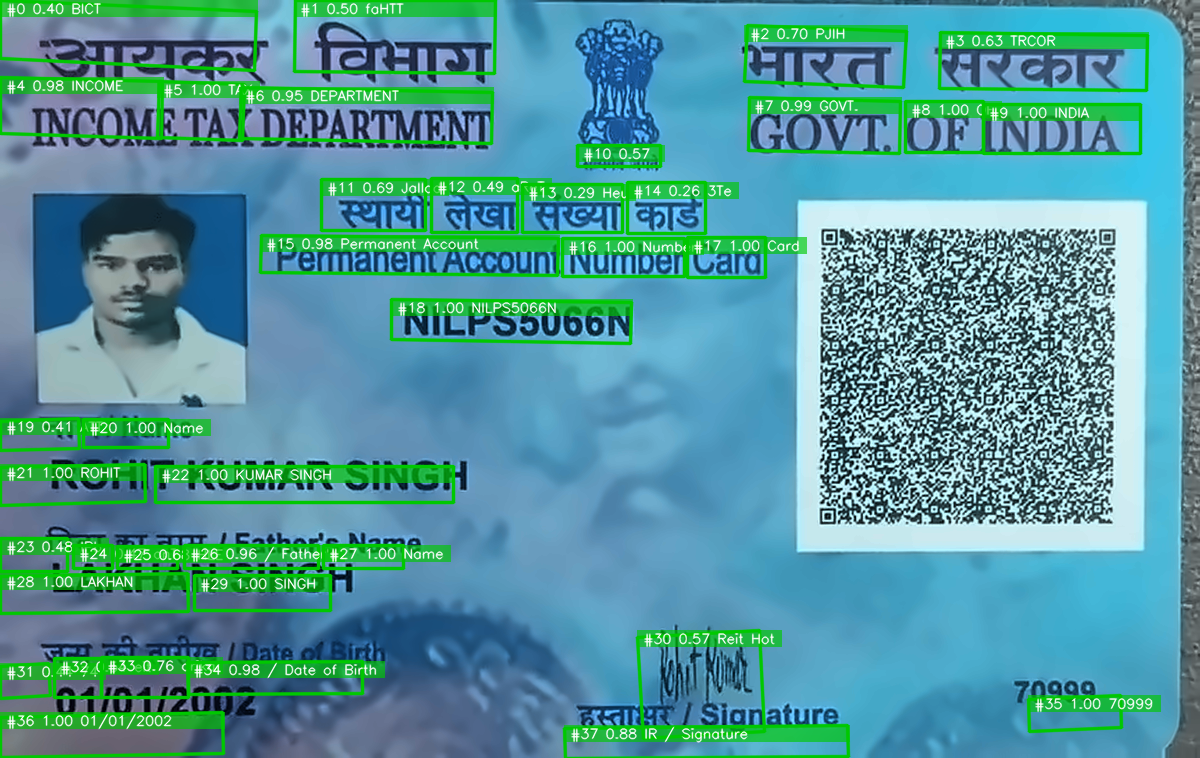 #0 0.40 BICT #1 0.50 faHTT #2 0.70 PJIH #3 0.63 TRCOR
आयकर विभाग भारत सरकार
#4 0.98 INCOME #5 1.00 #6 0.95 DEPARTMENT #7 0.99 GOVT. #8 1.00 #9 1.00 INDIA
INCOME TAX DEPARTMENT GOVT. OF INDIA
#10 0.57
#11 0.69 #12 0.49 #13 0.29 #14 0.26 3Te
स्थायी लेखा संख्या कार्ड
#15 0.98 Permanent Account #16 1.00 #17 1.00 Card
Permanent Account Number Card
#18 1.00 NILPS5066N
NILPS5066N
#19 0.41 #20 1.00 Name
Name
#21 1.00 ROHIT #22 1.00 KUMAR SINGH
ROHIT KUMAR SINGH
पिता का नाम / Father's Name
#23 0.48 #24 #25 #26 0.96 / #27 1.00 Name
LAKHAN SINGH
#28 1.00 LAKHAN #29 1.00 SINGH
जन्म की तारीख / Date of Birth
#31 #32 #33 0.76 #34 0.98 / Date of Birth
01/01/2002
#36 1.00 01/01/2002
#30 0.57 Reit Hot
Rohit Kumar
हस्ताक्षर / Signature
#37 0.88 IR / Signature
70999
#35 1.00 70999